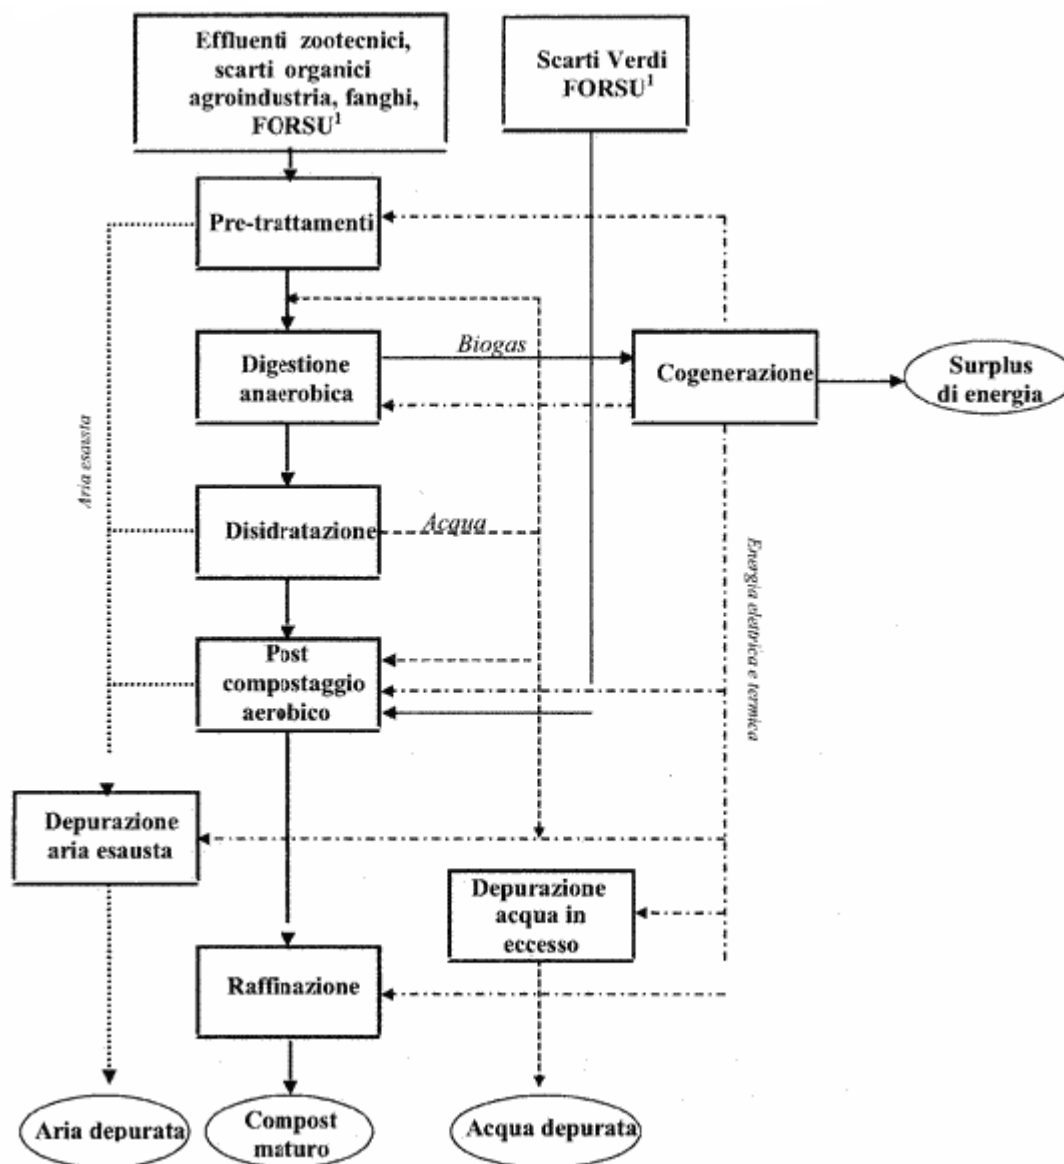 Effluenti zootecnici,
scarti organici
agroindustria, fanghi,
FORSU¹
Scarti Verdi
FORSU¹
Pre-trattamenti
Digestione
anaerobica
Biogas
Cogenerazione
Surplus
di energia
Aria esausta
Disidratazione
Acqua
Energia elettrica e termica
Post
compostaggio
aerobico
Depurazione
aria esausta
Depurazione
acqua in
eccesso
Raffinazione
Aria depurata
Compost
maturo
Acqua depurata